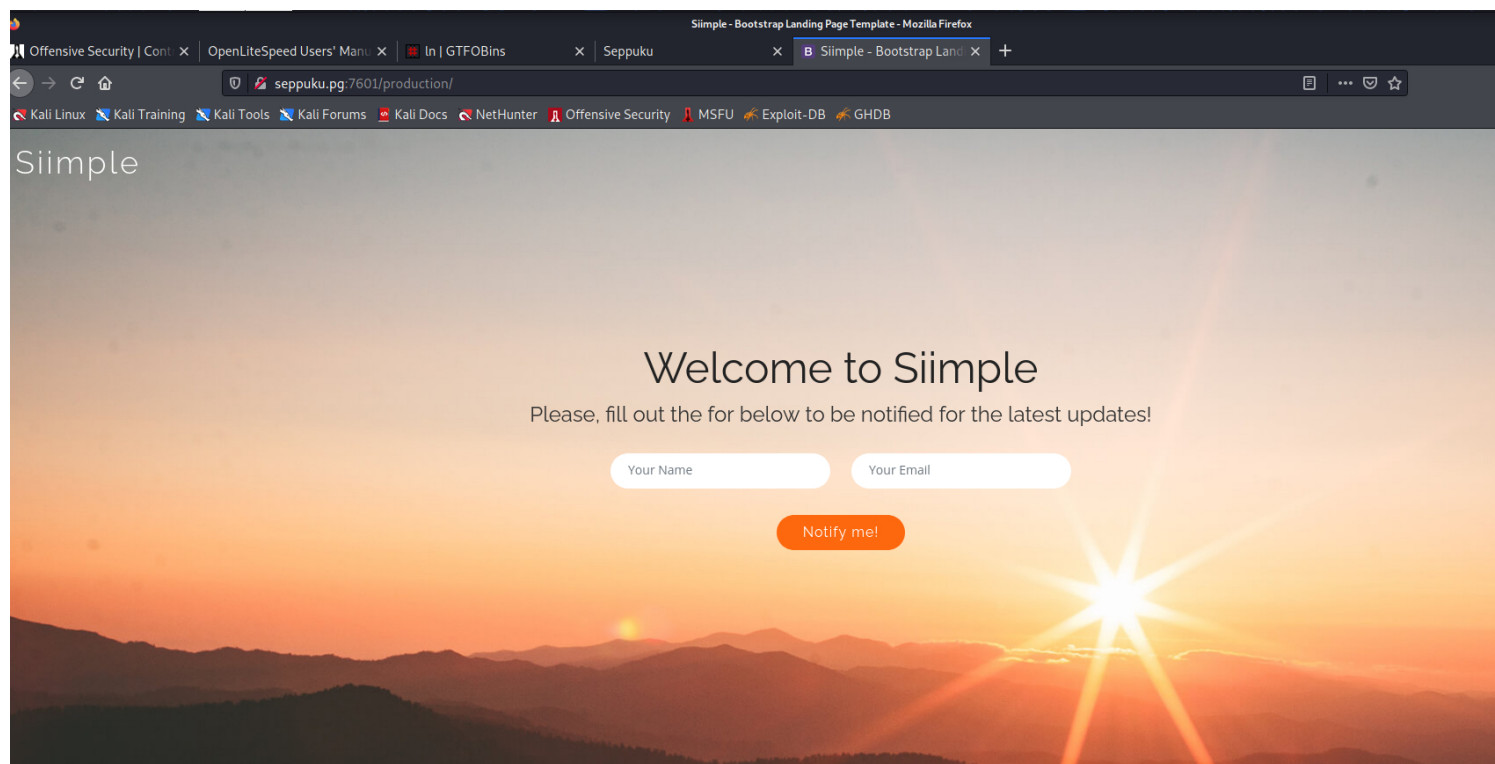 Siimple - Bootstrap Landing Page Template - Mozilla Firefox
Offensive Security | Cont
OpenLiteSpeed Users' Manu
ln | GTFOBins
Seppuku
B Siimple - Bootstrap Land
seppuku.pg:7601/production/
Kali Linux Kali Training Kali Tools Kali Forums Kali Docs NetHunter Offensive Security MSFU Exploit-DB GHDB
Siimple
Welcome to Siimple
Please, fill out the for below to be notified for the latest updates!
Your Name Your Email
Notify me!